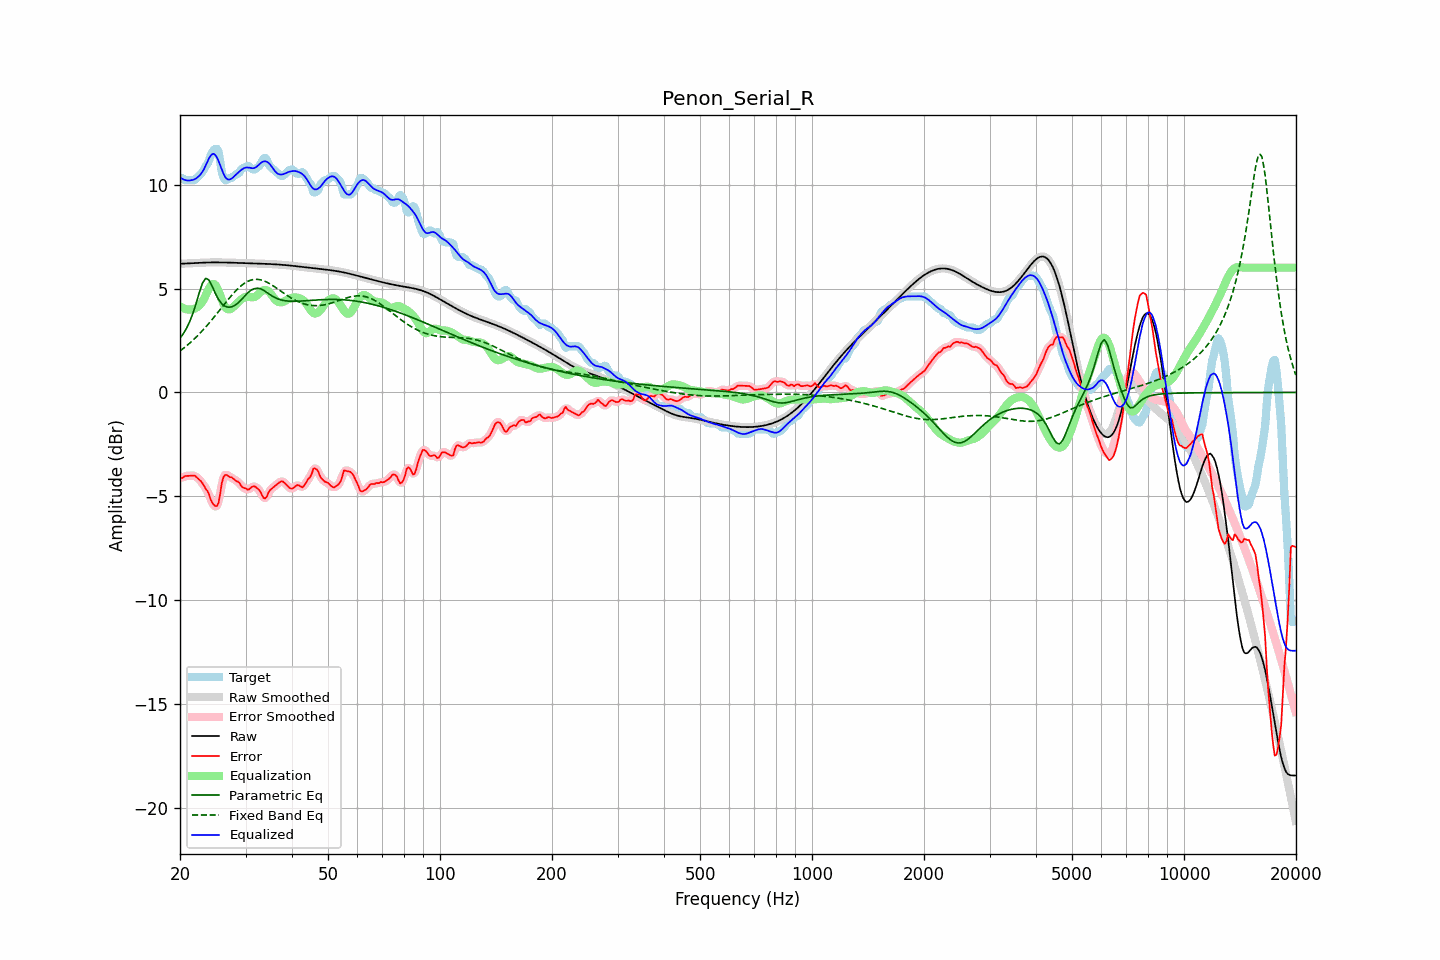 Penon_Serial_R
Amplitude (dBr)
10
5
0
−5
−10
−15
−20
Target
Raw Smoothed
Error Smoothed
Raw
Error
Equalization
Parametric Eq
Fixed Band Eq
Equalized
20 50 100 200 500 1000 2000 5000 10000 20000
Frequency (Hz)